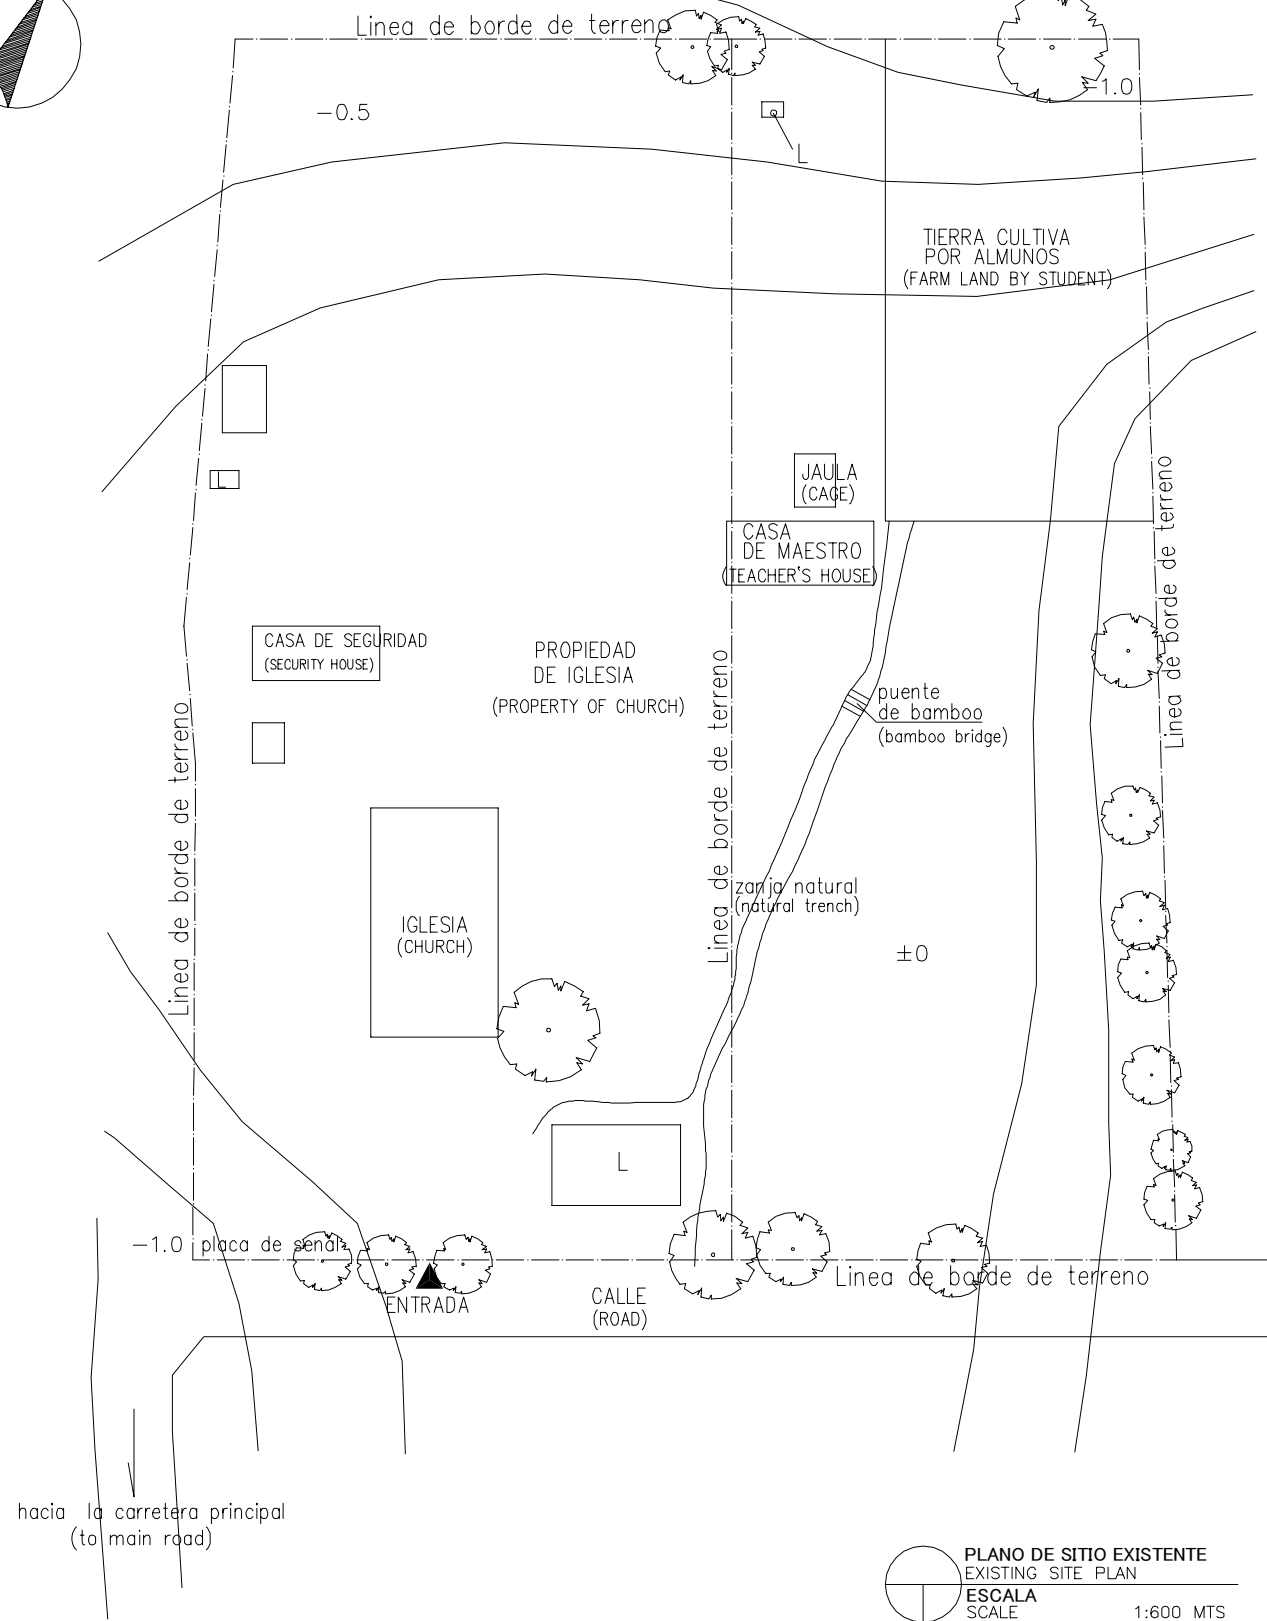 Linea de borde de terreno
-0.5
-1.0
L
TIERRA CULTIVA
POR ALMUNOS
(FARM LAND BY STUDENT)
L
JAULA
(CAGE)
CASA
DE MAESTRO
(TEACHER'S HOUSE)
Linea de borde de terreno
CASA DE SEGURIDAD
(SECURITY HOUSE)
PROPIEDAD
DE IGLESIA
(PROPERTY OF CHURCH)
puente
de bamboo
(bamboo bridge)
Linea de borde de terreno
Linea de borde de terreno
zanja natural
(natural trench)
IGLESIA
(CHURCH)
±0
L
-1.0
placa de senal
ENTRADA
CALLE
(ROAD)
Linea de borde de terreno
hacia la carretera principal
(to main road)
PLANO DE SITIO EXISTENTE
EXISTING SITE PLAN
ESCALA
SCALE 1:600 MTS